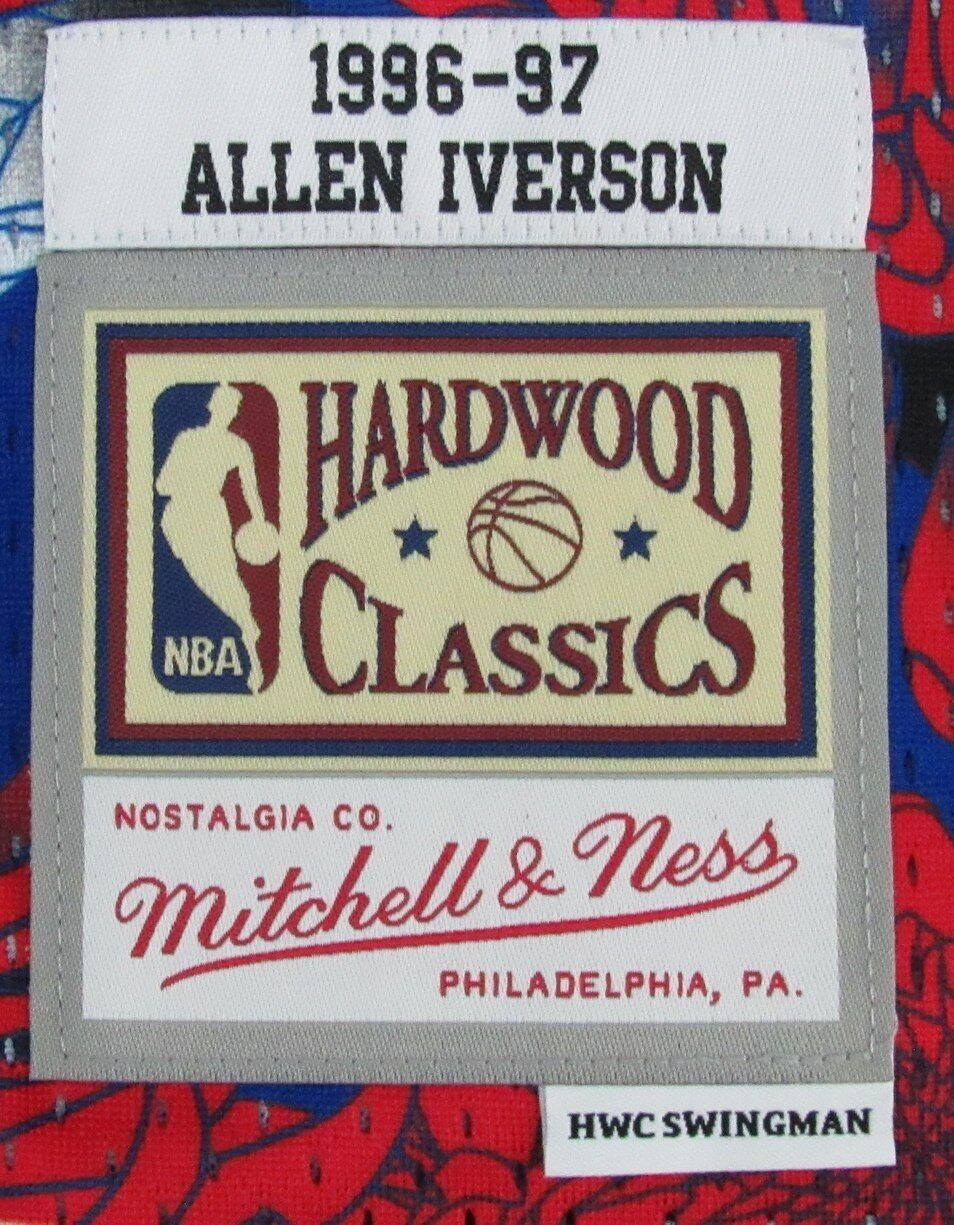 1996-97
ALLEN IVERSON
HARDWOOD
CLASSICS
NBA
NOSTALGIA CO.
Mitchell & Ness
PHILADELPHIA, PA.
HWC SWINGMAN